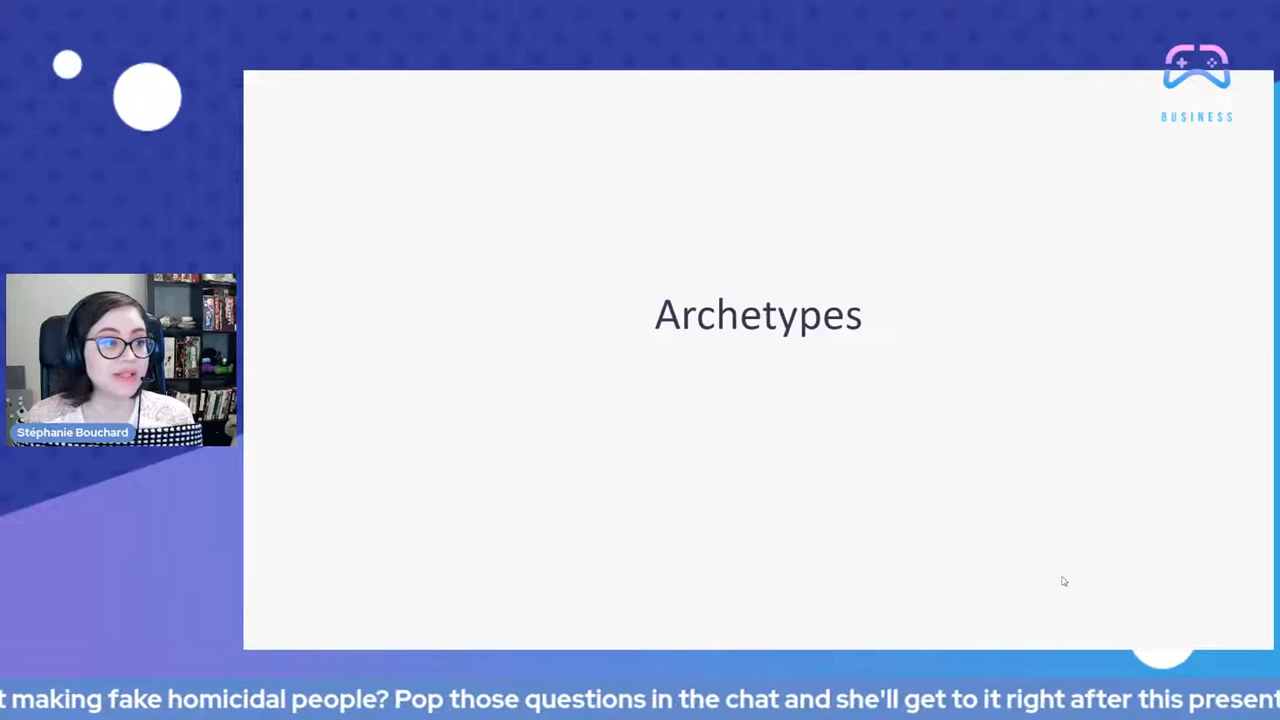 BUSINESS
Archetypes
Stéphanie Bouchard
t making fake homicidal people? Pop those questions in the chat and she'll get to it right after this present